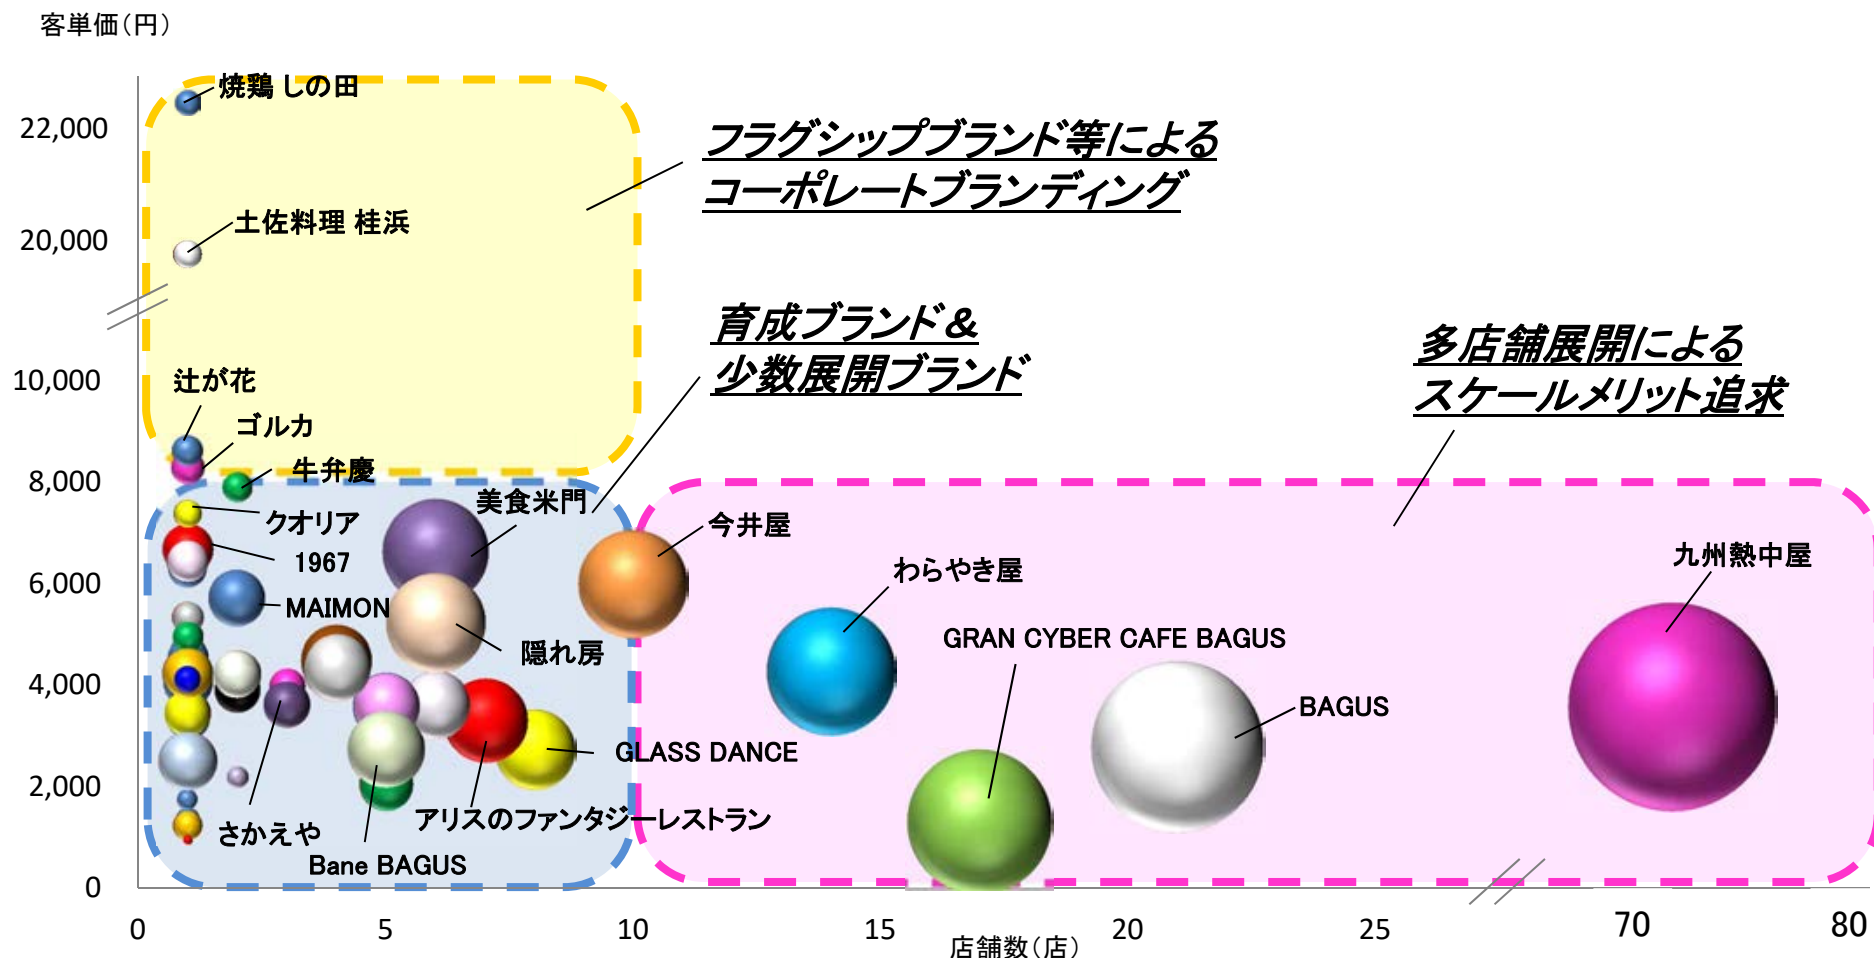 客単価(円)
焼鶏 しの田
22,000
フラグシップブランド等による
コーポレートブランディング
土佐料理 桂浜
20,000
育成ブランド&
少数展開ブランド
多店舗展開による
スケールメリット追求
10,000
辻が花
ゴルカ
牛弁慶
8,000
美食米門
クオリア
今井屋
1967
九州熱中屋
わらやき屋
6,000
MAIMON
隠れ房
GRAN CYBER CAFE BAGUS
4,000
BAGUS
GLASS DANCE
2,000
アリスのファンタジーレストラン
さかえや
Bane BAGUS
0
0
5
10
15
20
25
70
80
店舗数(店)